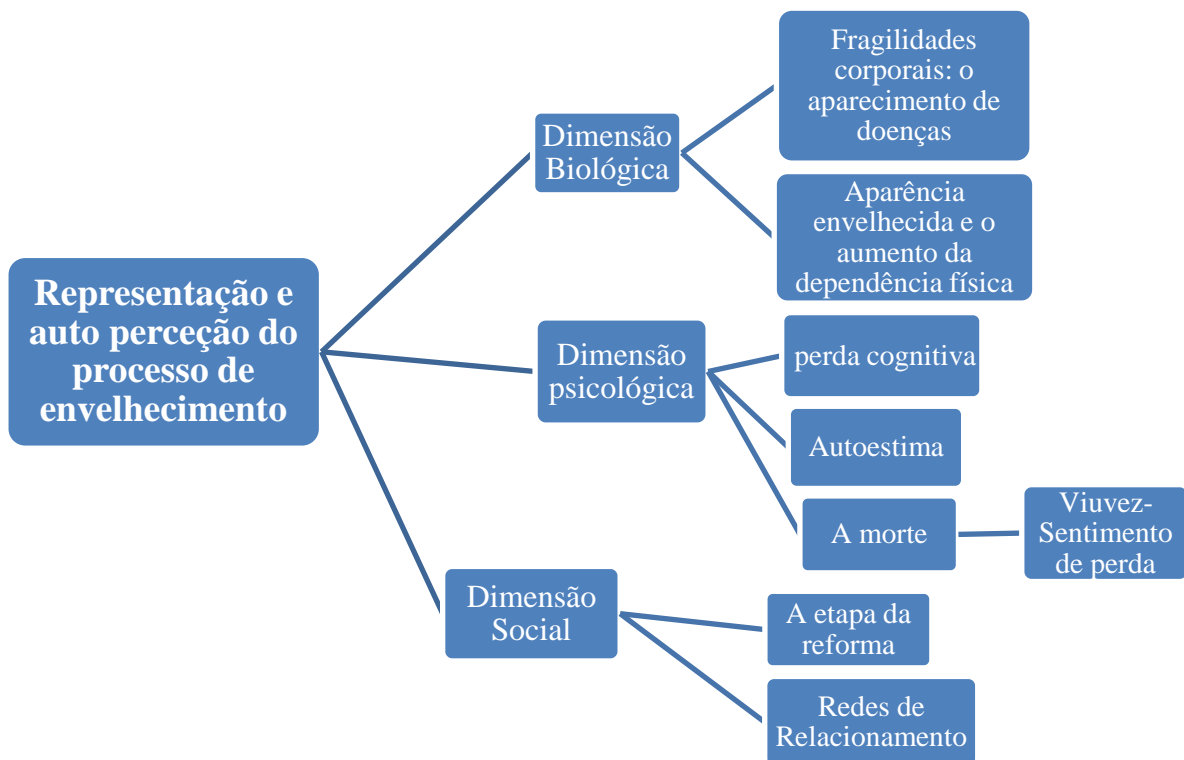 Representação e
auto perceção do
processo de
envelhecimento
Dimensão
Biológica
Fragilidades
corporais: o
aparecimento de
doenças
Aparência
envelhecida e o
aumento da
dependência física
Dimensão
psicológica
perda cognitiva
Autoestima
A morte
Viuvez-
Sentimento
de perda
Dimensão
Social
A etapa da
reforma
Redes de
Relacionamento